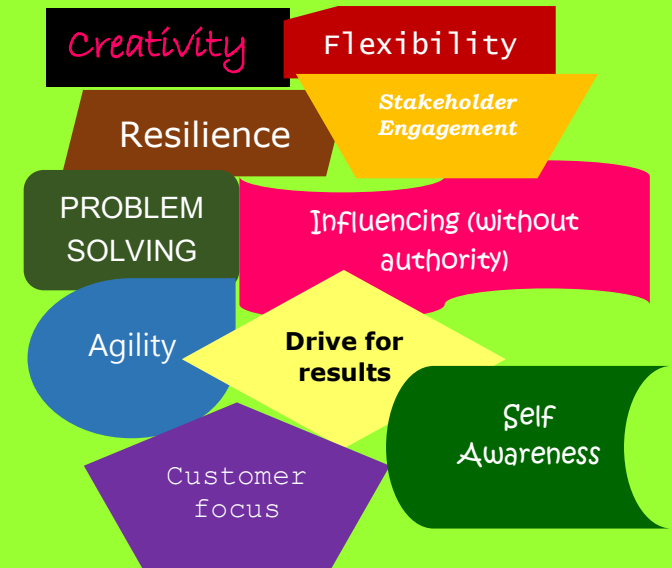 Creativity
Flexibility
Stakeholder
Engagement
Resilience
PROBLEM
SOLVING
Influencing (without
authority)
Agility
Drive for
results
Self
Awareness
Customer
focus